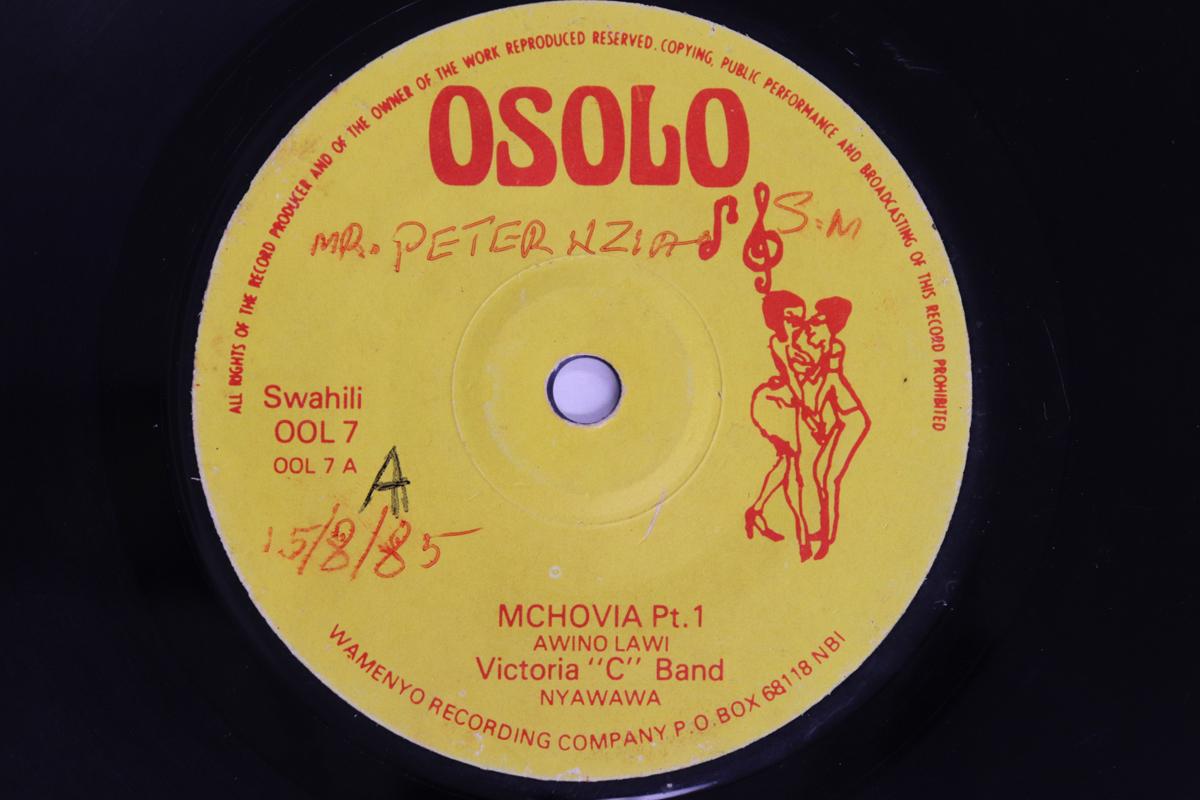 ALL RIGHTS OF THE RECORD PRODUCER AND OF THE OWNER OF THE WORK REPRODUCED RESERVED. COPYING, PUBLIC PERFORMANCE AND BROADCASTING OF THIS RECORD PROHIBITED
OSOLO
MR. PETER NZIA S.M
Swahili
OOL 7
OOL 7 A
A
15/8/85
MCHOVIA Pt.1
AWINO LAWI
Victoria "C" Band
NYAWAWA
WAMENYO RECORDING COMPANY P.O.BOX 68118 NBI